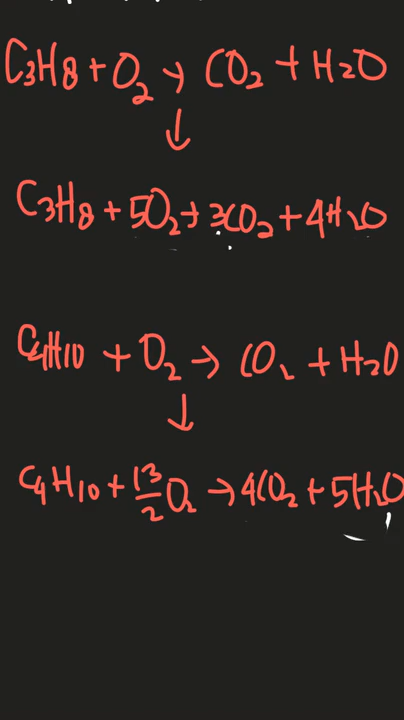 C3H8 + O2 → CO2 + H2O
↓
C3H8 + 5O2 → 3CO2 + 4H2O
C4H10 + O2 → CO2 + H2O
↓
C4H10 + 13/2 O2 → 4CO2 + 5H2O